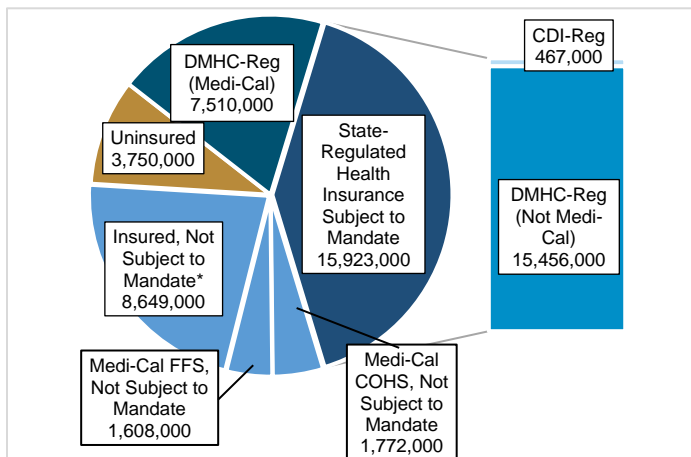 DMHC-Reg
(Medi-Cal)
7,510,000
Uninsured
3,750,000
Insured, Not
Subject to
Mandate*
8,649,000
Medi-Cal FFS,
Not Subject to
Mandate
1,608,000
State-
Regulated
Health
Insurance
Subject to
Mandate
15,923,000
Medi-Cal
COHS, Not
Subject to
Mandate
1,772,000
CDI-Reg
467,000
DMHC-Reg
(Not Medi-
Cal)
15,456,000